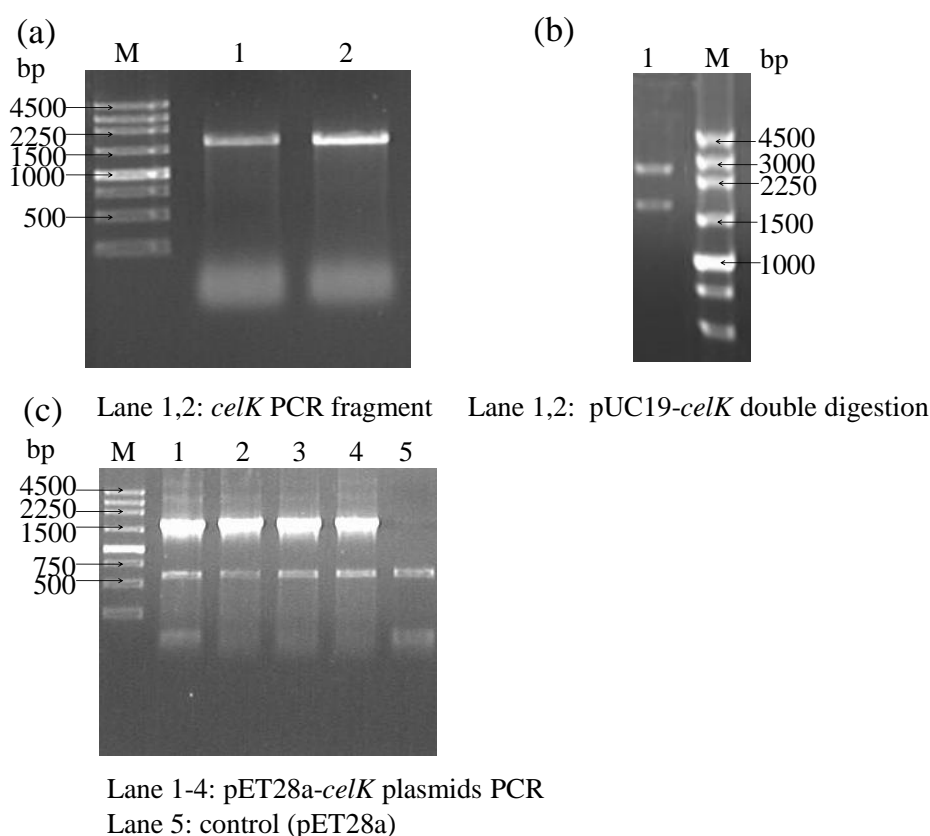 (a)
M 1 2
bp
4500
2250
1500
1000
500
(b)
1 M bp
4500
3000
2250
1500
1000
Lane 1,2: celK PCR fragment
Lane 1,2: pUC19-celK double digestion
(c)
bp M 1 2 3 4 5
4500
2250
1500
750
500
Lane 1-4: pET28a-celK plasmids PCR
Lane 5: control (pET28a)